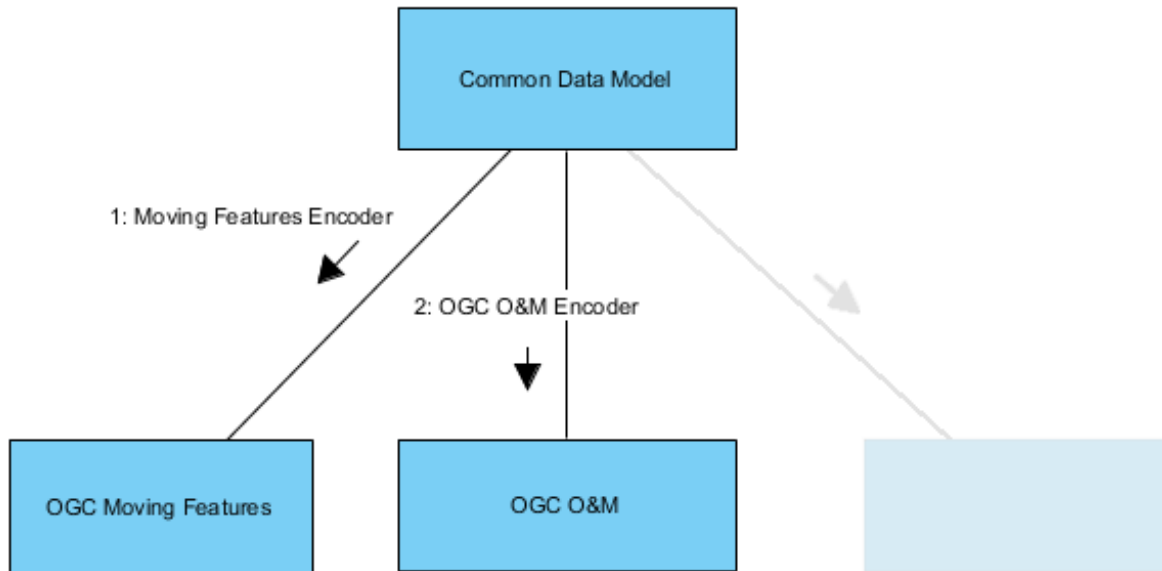 Common Data Model
1: Moving Features Encoder
2: OGC O&M Encoder
OGC Moving Features
OGC O&M